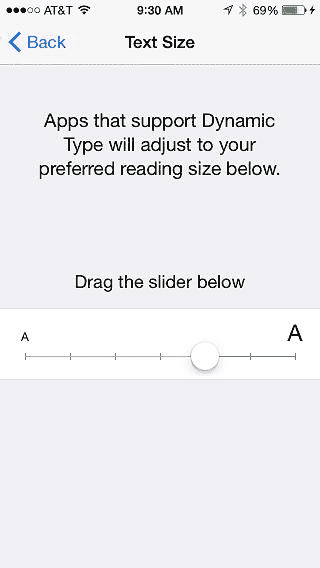 AT&T 9:30 AM 69%
Back Text Size
Apps that support Dynamic
Type will adjust to your
preferred reading size below.
Drag the slider below
A A